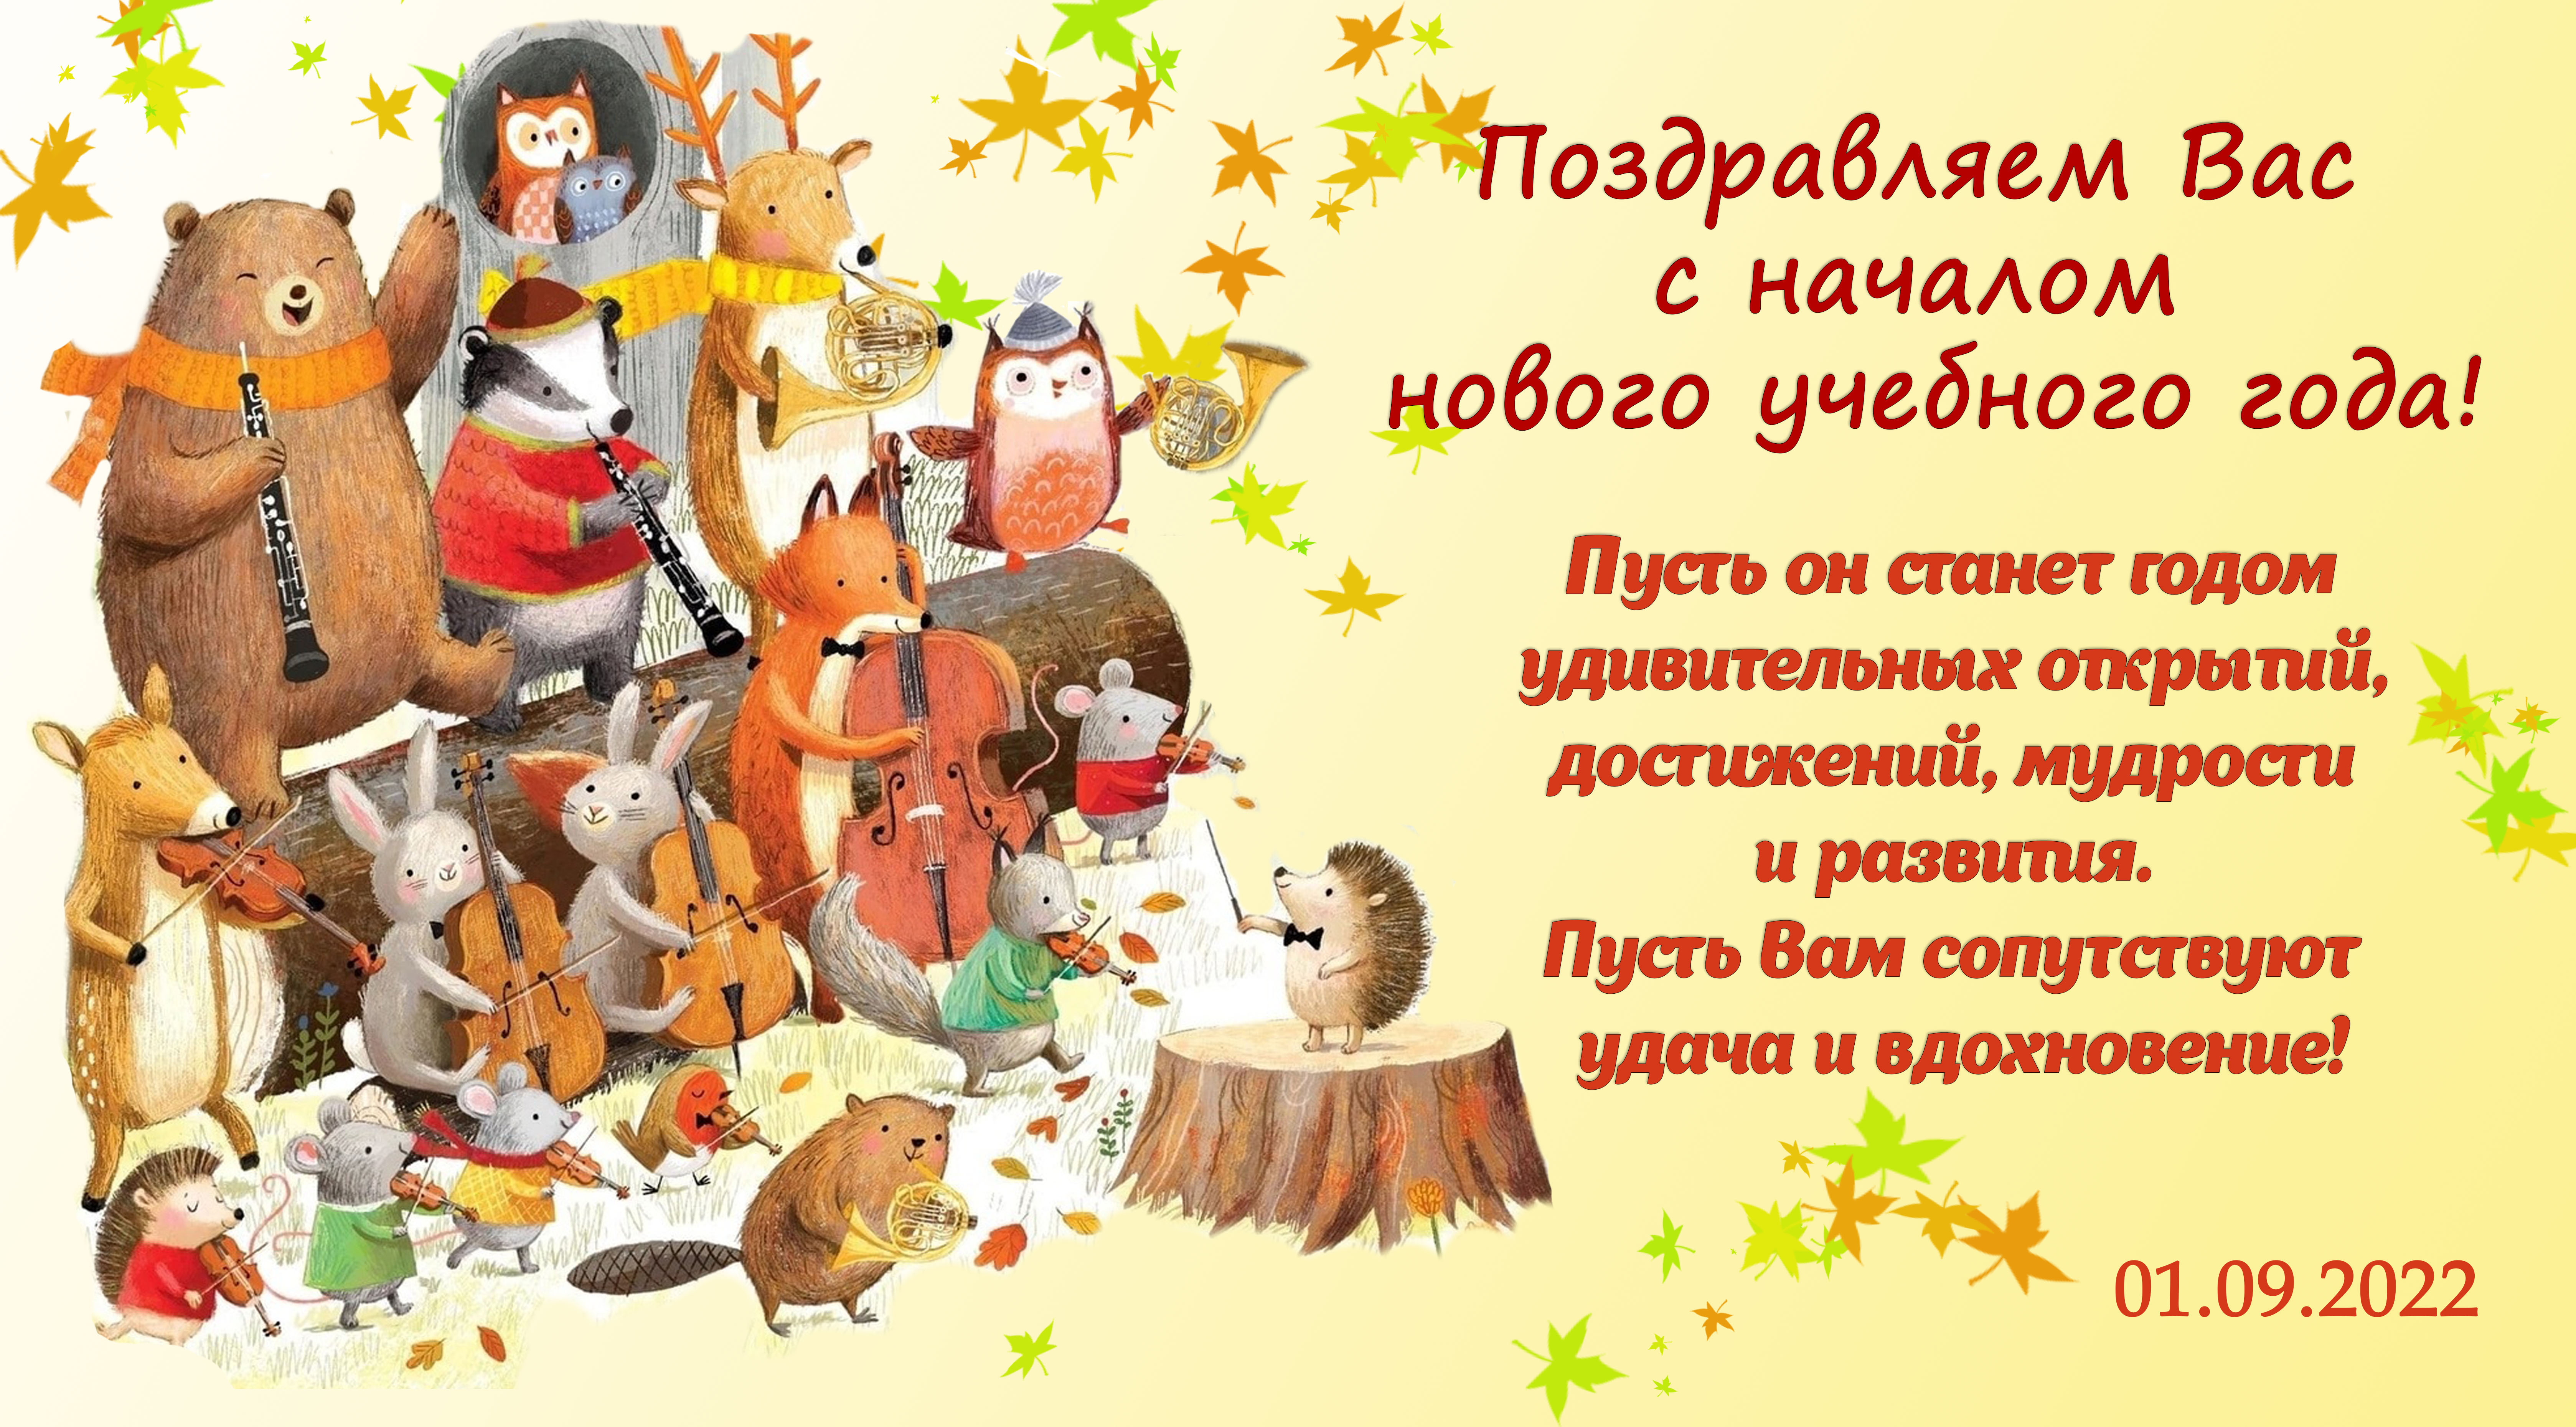 Поздравляем Вас
с началом
нового учебного года!
Пусть он станет годом
удивительных открытий,
достижений, мудрости
и развития.
Пусть Вам сопутствуют
удача и вдохновение!
01.09.2022